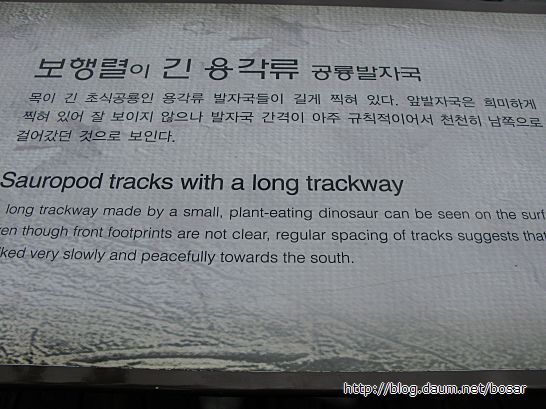 보행렬이 긴 용각류 공룡발자국
목이 긴 초식공룡인 용각류 발자국들이 길게 찍혀 있다. 앞발자국은 희미하게
찍혀 있어 잘 보이지 않으나 발자국 간격이 아주 규칙적이어서 천천히 남쪽으로
걸어갔던 것으로 보인다.
Sauropod tracks with a long trackway
long trackway made by a small, plant-eating dinosaur can be seen on the surf
en though front footprints are not clear, regular spacing of tracks suggests that
ked very slowly and peacefully towards the south.
http://blog.daum.net/bosar